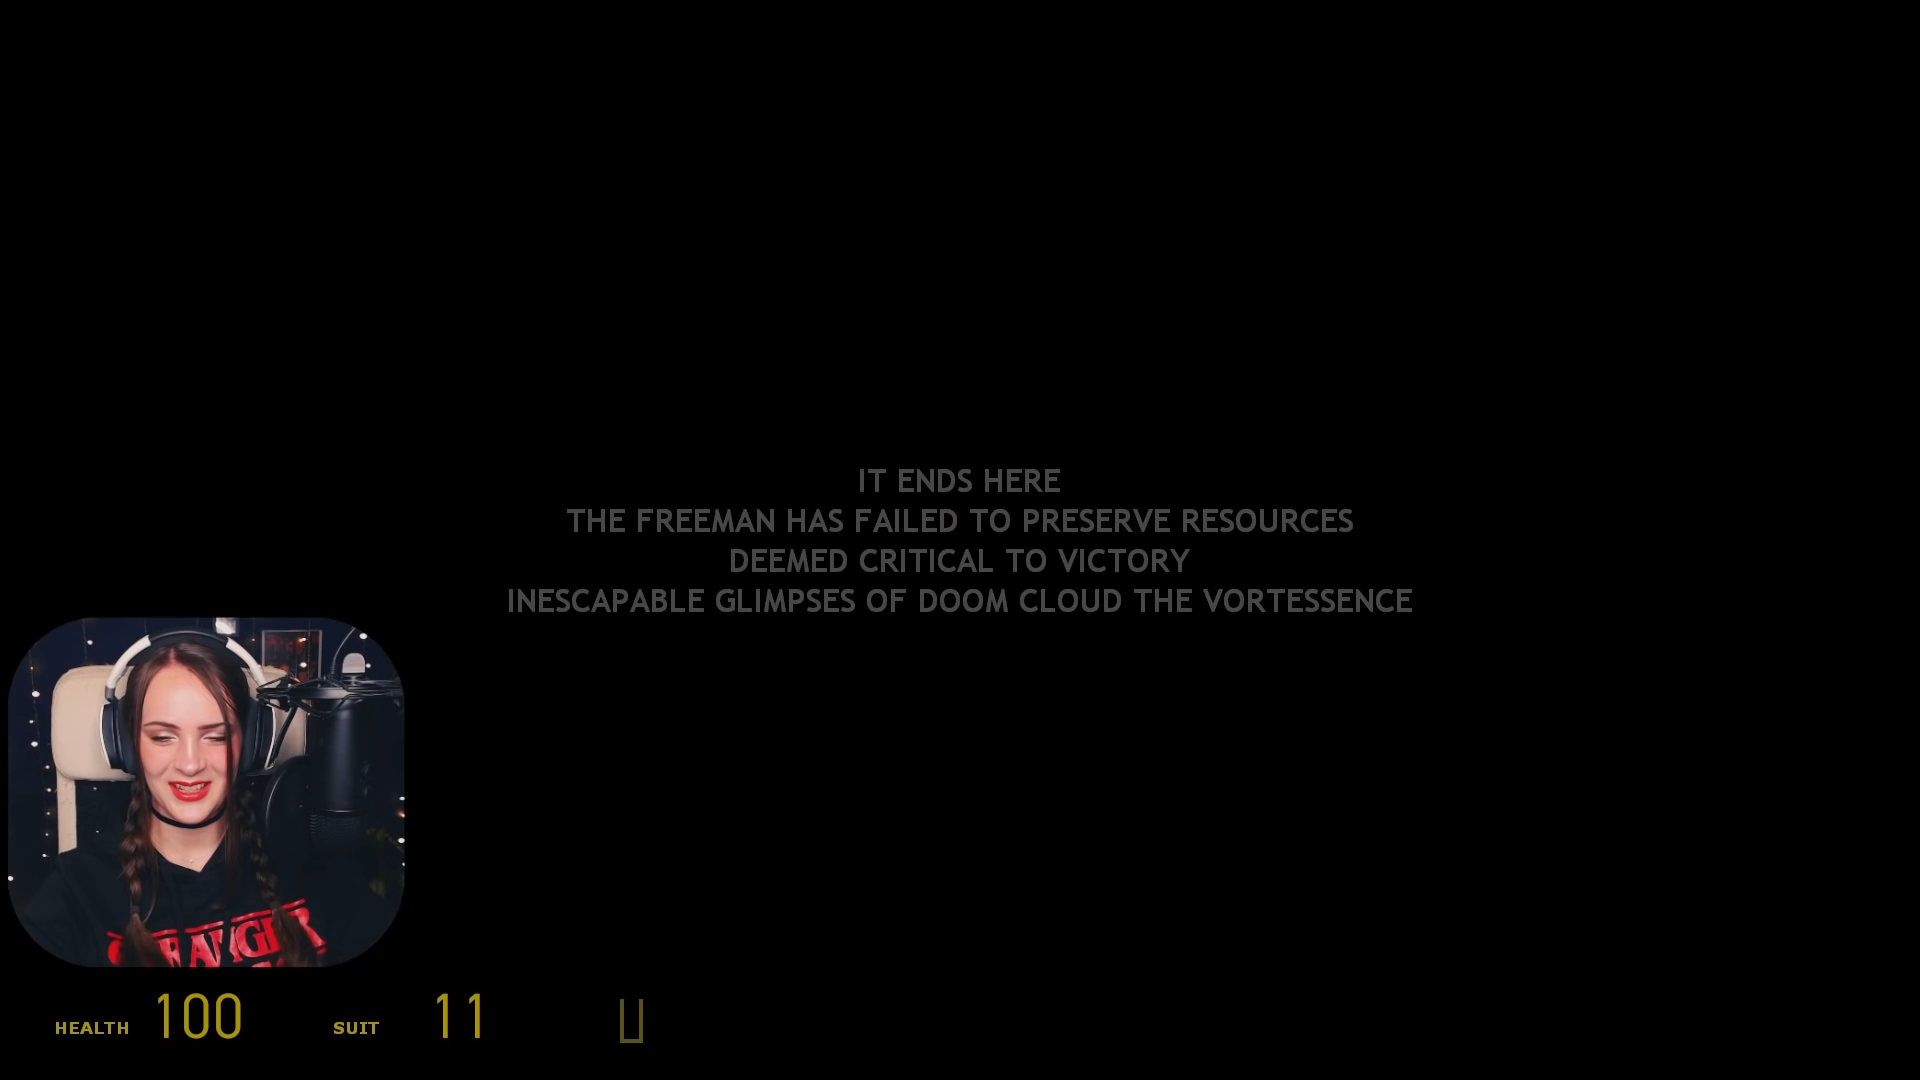 IT ENDS HERE
THE FREEMAN HAS FAILED TO PRESERVE RESOURCES
DEEMED CRITICAL TO VICTORY
INESCAPABLE GLIMPSES OF DOOM CLOUD THE VORTESSENCE
HEALTH 100 SUIT 11